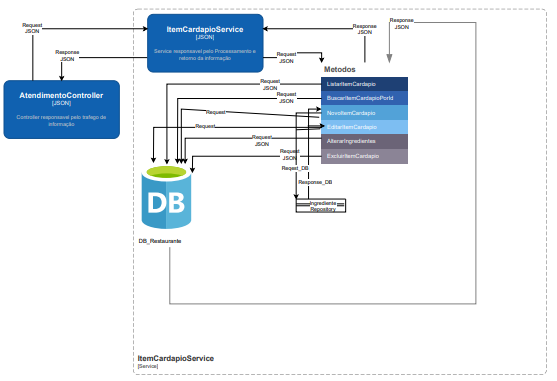 Request
JSON
ItemCardapioService
[JSON]
Service responsavel pelo Processamento e
retorno da informação
Response
JSON
Response
JSON
Response
JSON
Request
JSON
AtendimentoController
[JSON]
Controller responsavel pelo trafego de
informação
Metodos
ListarItemCardapio
BuscarItemCardapioPorId
NovoItemCardapio
EditarItemCardapio
AlterarIngredientes
ExcluirItemCardapio
Request
JSON
Request
JSON
Request
Request
Request
JSON
Request
JSON
Reqest_DB
Response_DB
Ingrediente
Repository
DB
DB_Restaurante
ItemCardapioService
[Service]